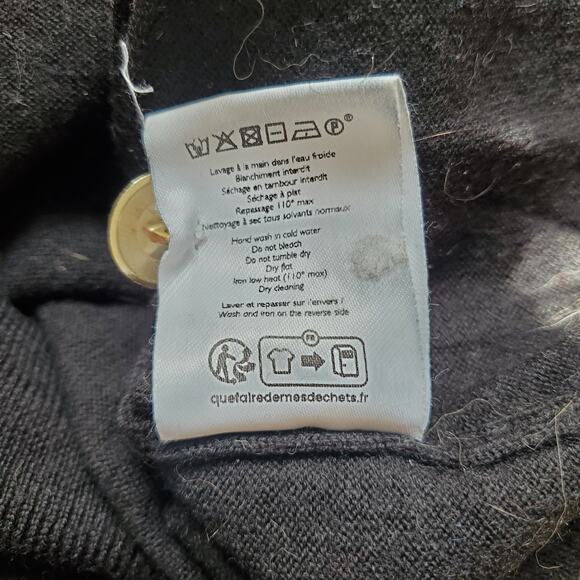 P ®
Lavage à la main dans l'eau froide
Blanchiment interdit
Séchage en tambour interdit
Séchage à plat
Repassage 110° max
Nettoyage à sec tous solvants normaux
Hand wash in cold water
Do not bleach
Do not tumble dry
Dry flat
Iron low heat (110° max)
Dry cleaning
Laver et repasser sur l'envers /
Wash and iron on the reverse side
FR
quefairedemesdechets.fr